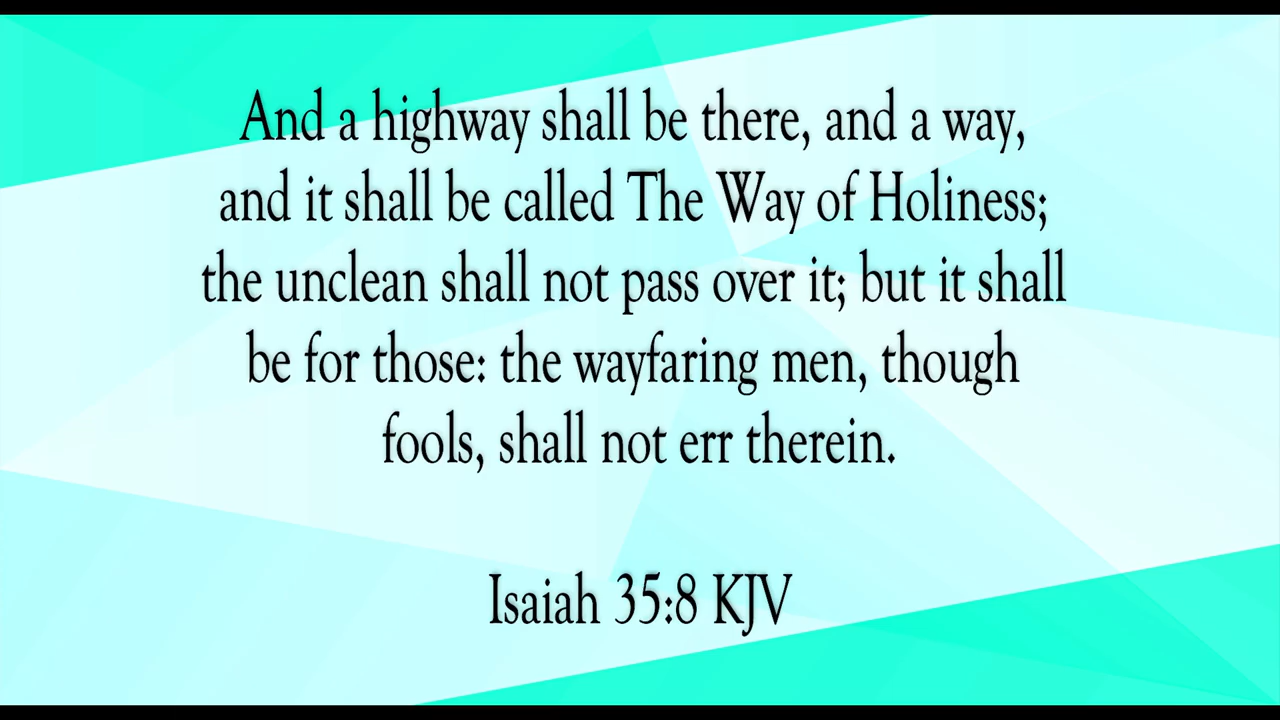 And a highway shall be there, and a way,
and it shall be called The Way of Holiness;
the unclean shall not pass over it; but it shall
be for those: the wayfaring men, though
fools, shall not err therein.
Isaiah 35:8 KJV